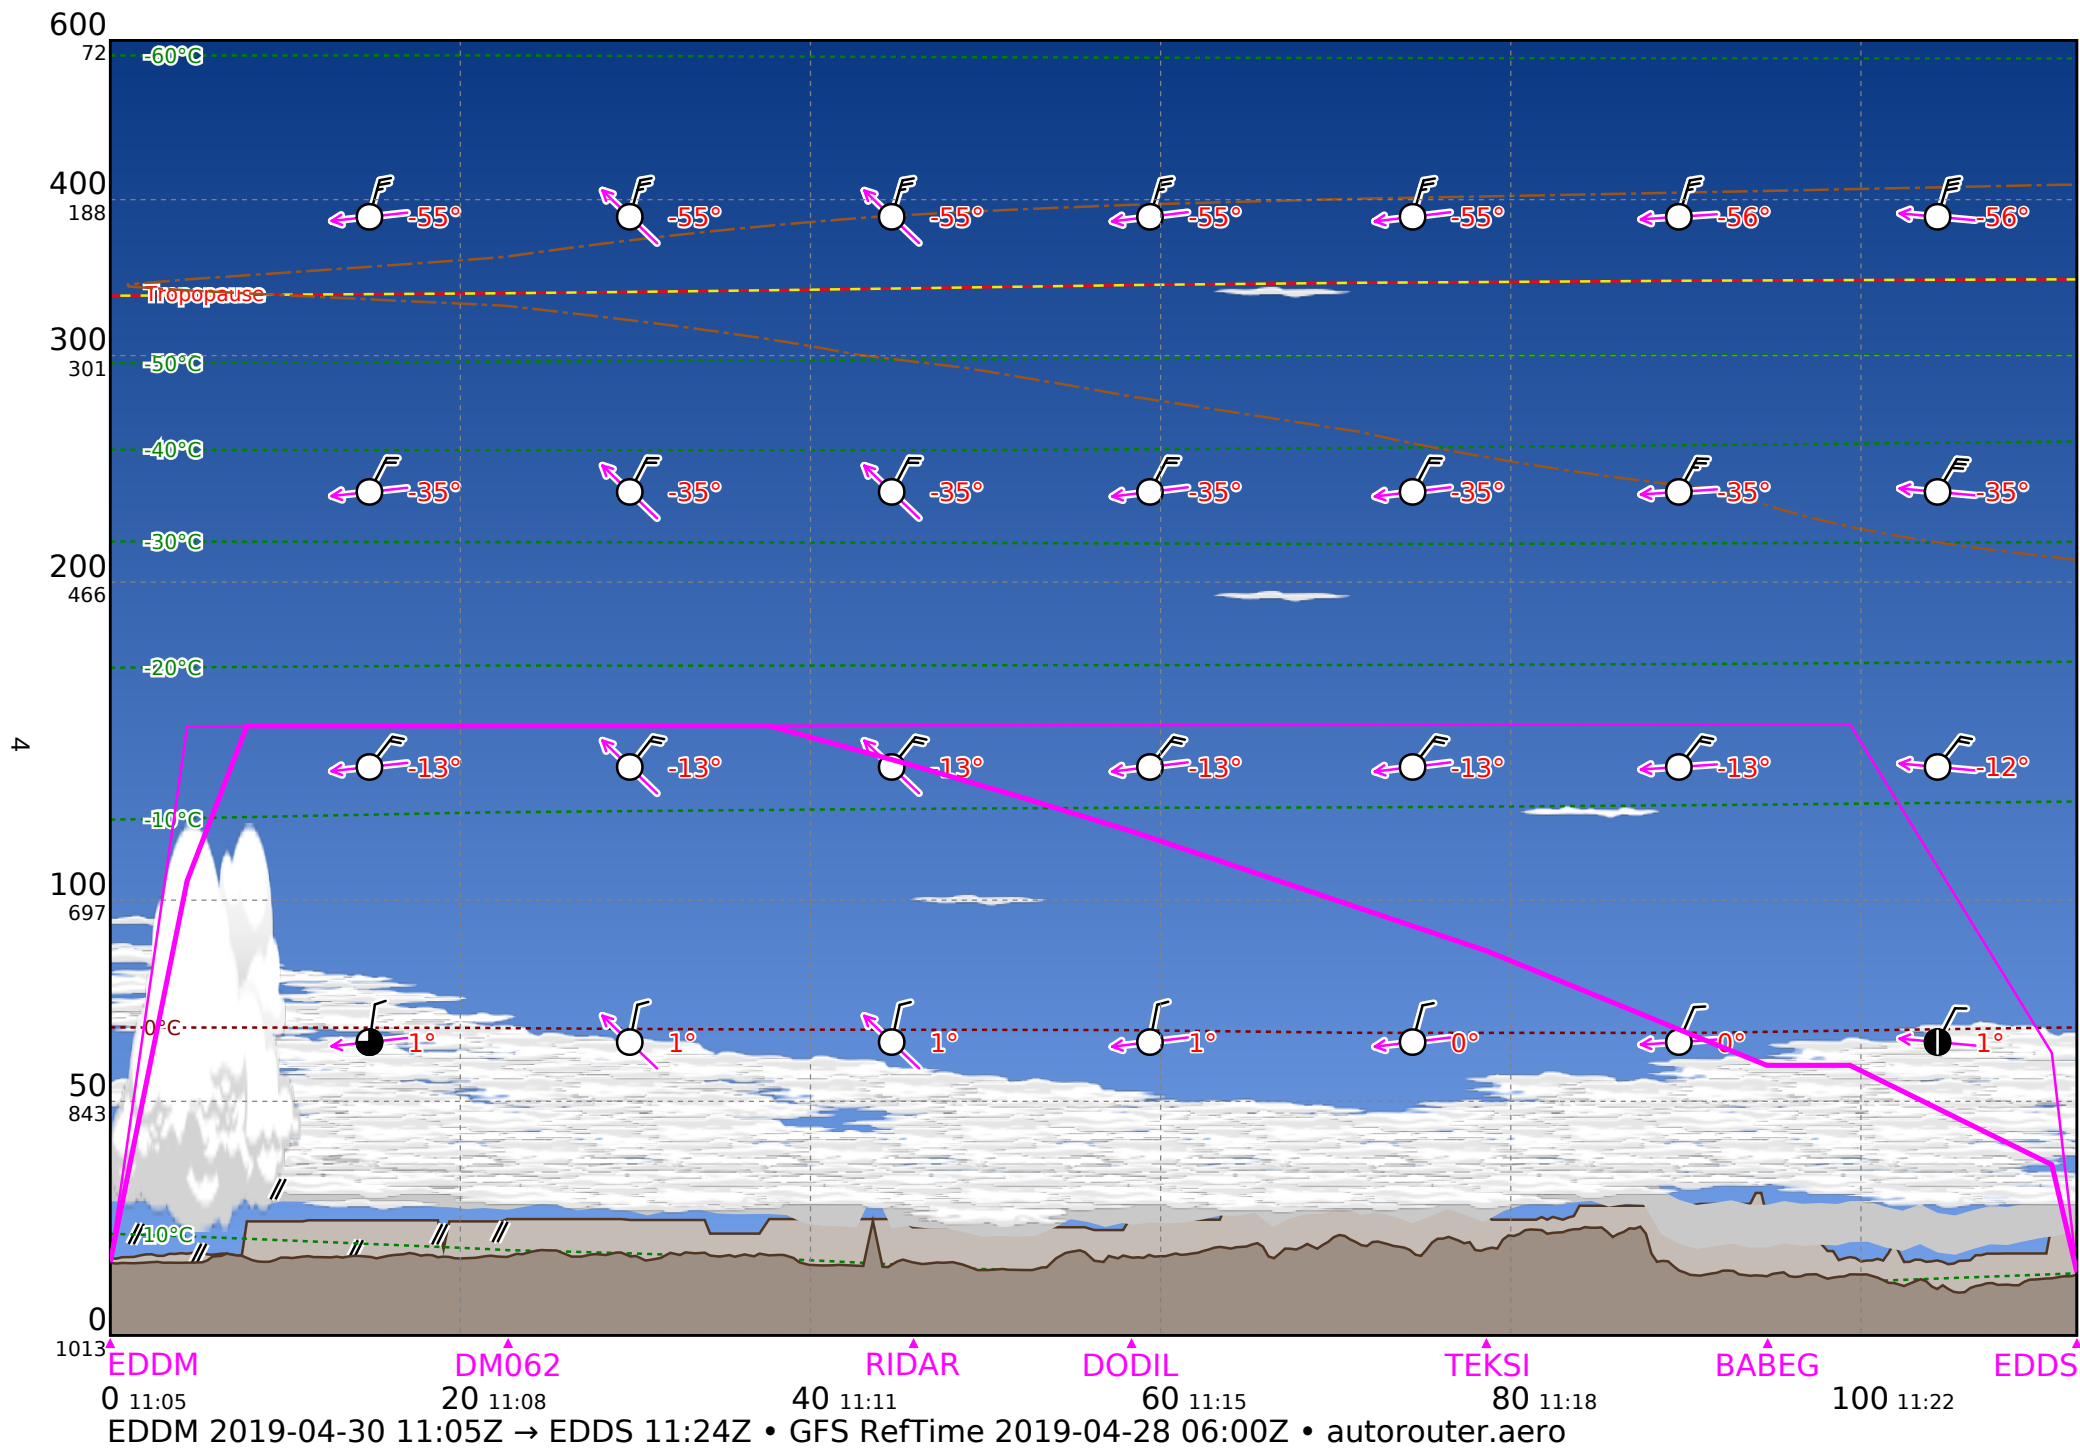 600
72
-60°C
400
188
-55° -55° -55° -55° -55° -56° -56°
Tropopause
300
301
-50°C
-40°C
-35° -35° -35° -35° -35° -35° -35°
-30°C
200
466
-20°C
4
-13° -13° -13° -13° -13° -13° -12°
-10°C
100
697
0°C
1° 1° 1° 1° 0° 0° 1°
50
843
10°C
0
1013
EDDM DM062 RIDAR DODIL TEKSI BABEG EDDS
0 11:05 20 11:08 40 11:11 60 11:15 80 11:18 100 11:22
EDDM 2019-04-30 11:05Z → EDDS 11:24Z • GFS RefTime 2019-04-28 06:00Z • autorouter.aero